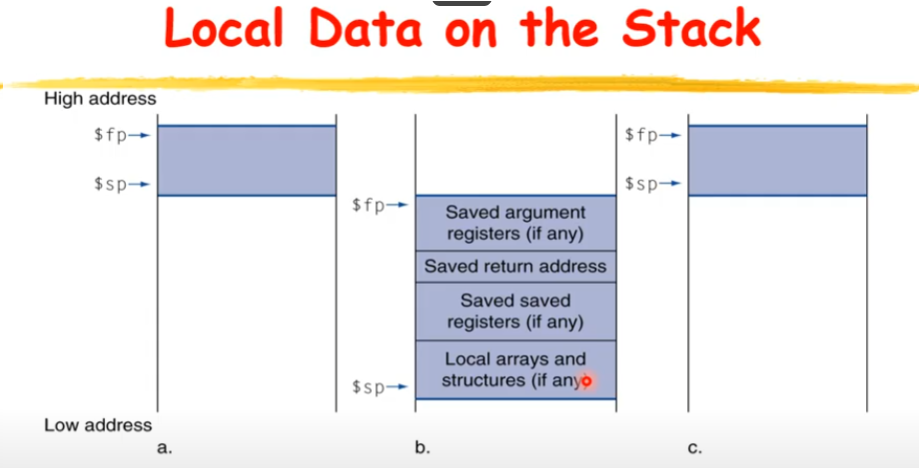 Local Data on the Stack
High address
$fp
$sp
$fp
Saved argument
registers (if any)
Saved return address
Saved saved
registers (if any)
Local arrays and
structures (if any)
$sp
$fp
$sp
Low address
a.
b.
c.